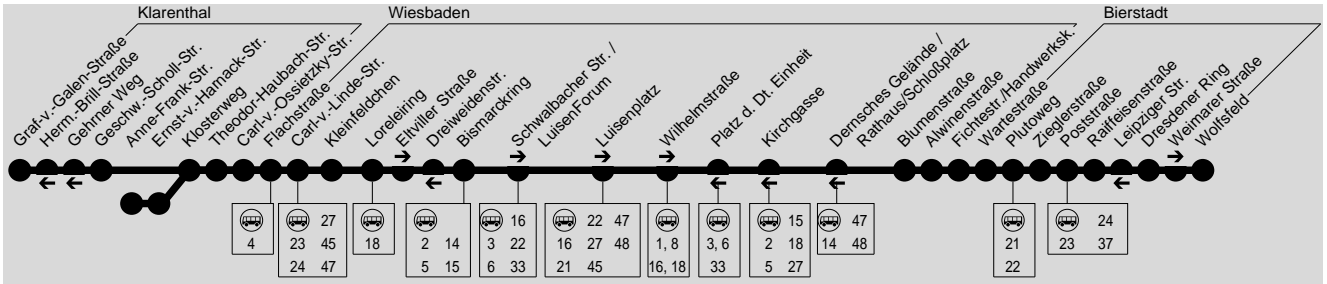 Klarenthal
Wiesbaden
Bierstadt
Graf-v.-Galen-Straße
Herm.-Brill-Straße
Gehrner Weg
Geschw.-Scholl-Str.
Anne-Frank-Str.
Ernst-v.-Harnack-Str.
Klosterweg
Theodor-Haubach-Str.
Carl-v.-Ossietzky-Str.
Flachstraße
Carl-v.-Linde-Str.
Kleinfeldchen
Loreleiring
Eltviller Straße
Dreiweidenstr.
Bismarckring
Schwalbacher Str. /
LuisenForum
Luisenplatz
Wilhelmstraße
Platz d. Dt. Einheit
Kirchgasse
Dernsches Gelände /
Rathaus/Schloßplatz
Blumenstraße
Alwinenstraße
Fichtestr./Handwerksk.
Wartestraße
Plutoweg
Zieglerstraße
Poststraße
Raiffeisenstraße
Leipziger Str.
Dresdener Ring
Weimarer Straße
Wolfsfeld
4
27
23 45
24 47
18
2 14
5 15
16
3 22
6 33
22 47
16 27 48
21 45
1, 8
16, 18
3, 6
33
15
2 18
5 27
47
14 48
21
22
24
23 37